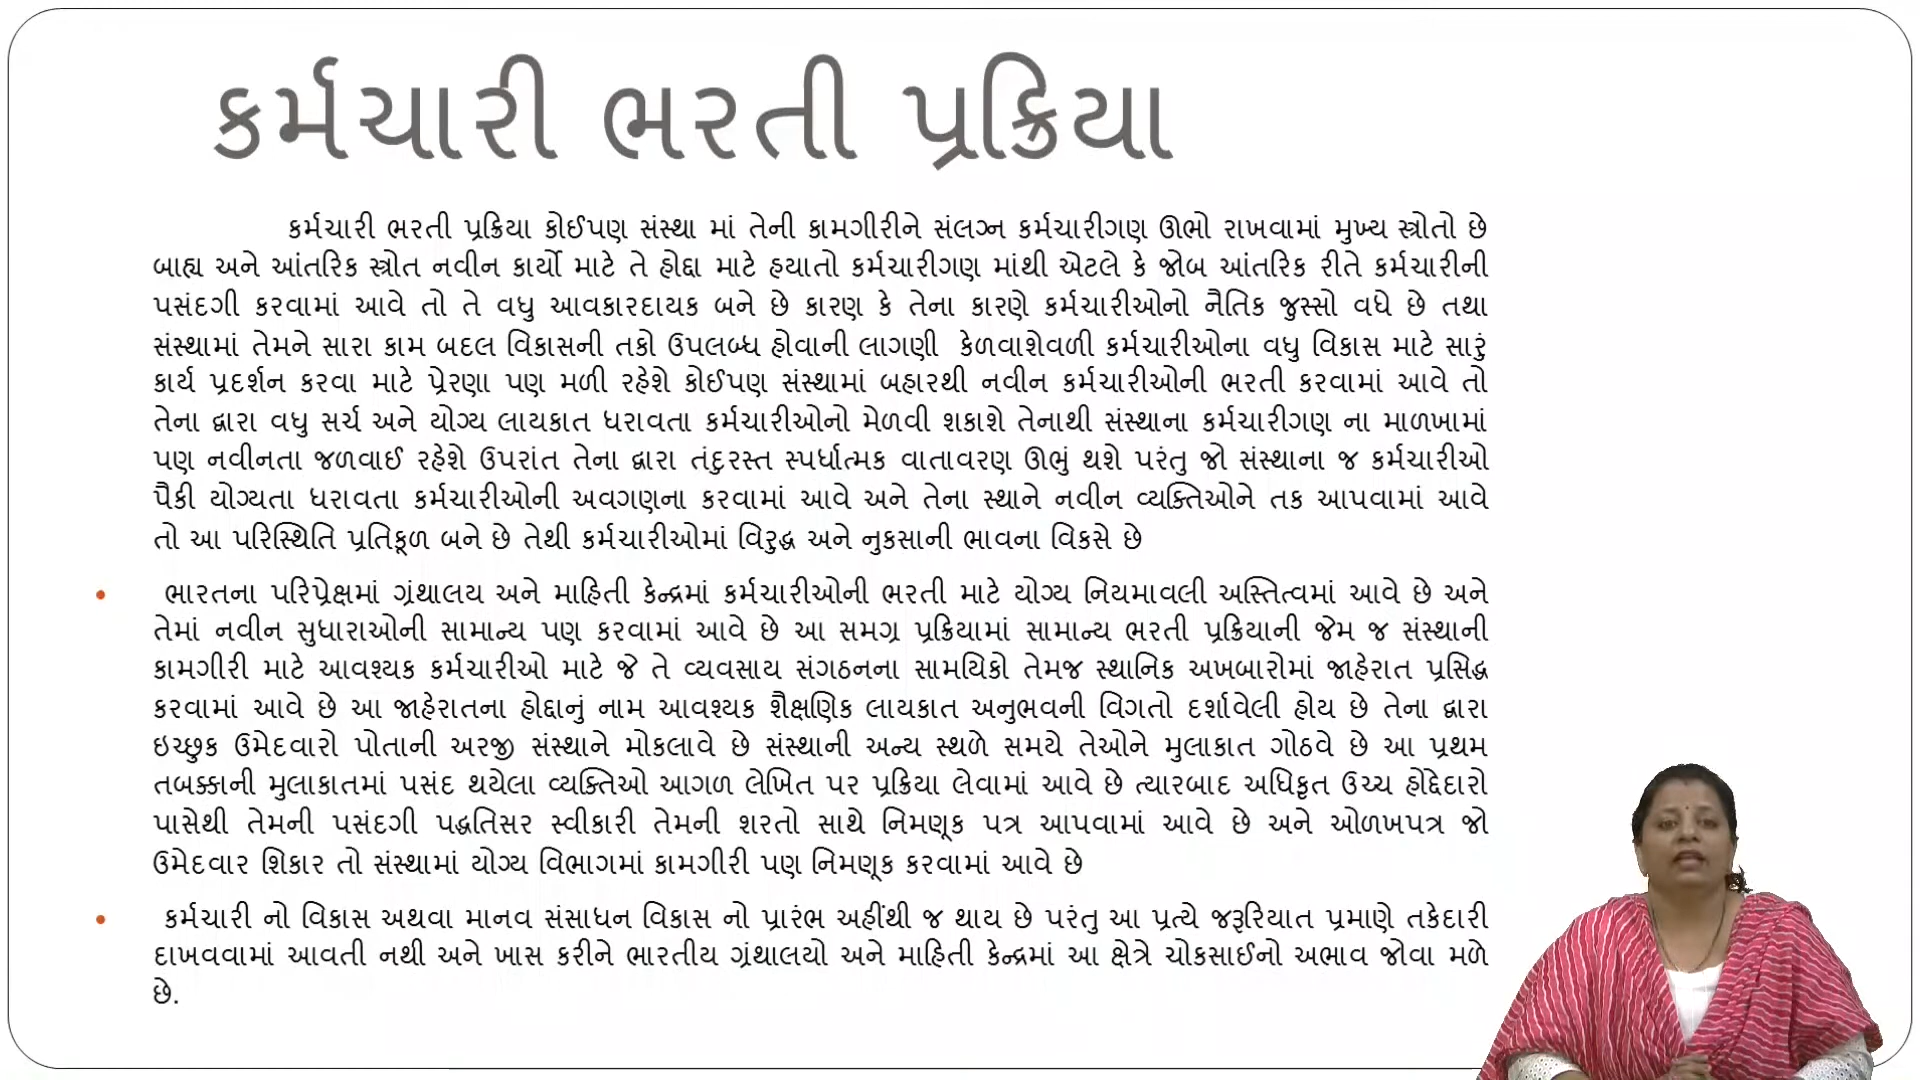 કર્મચારી ભરતી પ્રક્રિયા
કર્મચારી ભરતી પ્રક્રિયા કોઈપણ સંસ્થા માં તેની કામગીરીને સંલગ્ન કર્મચારીગણ ઊભો રાખવામાં મુખ્ય સ્ત્રોતો છે
બાહ્ય અને આંતરિક સ્ત્રોત નવીન કાર્યો માટે તે હોદ્દા માટે હયાતો કર્મચારીગણ માંથી એટલે કે જોબ આંતરિક રીતે કર્મચારીની
પસંદગી કરવામાં આવે તો તે વધુ આવકારદાયક બને છે કારણ કે તેના કારણે કર્મચારીઓનો નૈતિક જુસ્સો વધે છે તથા
સંસ્થામાં તેમને સારા કામ બદલ વિકાસની તકો ઉપલબ્ધ હોવાની લાગણી કેળવાશેવળી કર્મચારીઓના વધુ વિકાસ માટે સારું
કાર્ય પ્રદર્શન કરવા માટે પ્રેરણા પણ મળી રહેશે કોઈપણ સંસ્થામાં બહારથી નવીન કર્મચારીઓની ભરતી કરવામાં આવે તો
તેના દ્વારા વધુ સર્ચ અને યોગ્ય લાયકાત ધરાવતા કર્મચારીઓનો મેળવી શકાશે તેનાથી સંસ્થાના કર્મચારીગણ ના માળખામાં
પણ નવીનતા જળવાઈ રહેશે ઉપરાંત તેના દ્વારા તંદુરસ્ત સ્પર્ધાત્મક વાતાવરણ ઊભું થશે પરંતુ જો સંસ્થાના જ કર્મચારીઓ
પૈકી યોગ્યતા ધરાવતા કર્મચારીઓની અવગણના કરવામાં આવે અને તેના સ્થાને નવીન વ્યક્તિઓને તક આપવામાં આવે
તો આ પરિસ્થિતિ પ્રતિકૂળ બને છે તેથી કર્મચારીઓમાં વિરુદ્ધ અને નુકસાની ભાવના વિકસે છે
• ભારતના પરિપ્રેક્ષમાં ગ્રંથાલય અને માહિતી કેન્દ્રમાં કર્મચારીઓની ભરતી માટે યોગ્ય નિયમાવલી અસ્તિત્વમાં આવે છે અને
તેમાં નવીન સુધારાઓની સામાન્ય પણ કરવામાં આવે છે આ સમગ્ર પ્રક્રિયામાં સામાન્ય ભરતી પ્રક્રિયાની જેમ જ સંસ્થાની
કામગીરી માટે આવશ્યક કર્મચારીઓ માટે જે તે વ્યવસાય સંગઠનના સામયિકો તેમજ સ્થાનિક અખબારોમાં જાહેરાત પ્રસિદ્ધ
કરવામાં આવે છે આ જાહેરાતના હોદ્દાનું નામ આવશ્યક શૈક્ષણિક લાયકાત અનુભવની વિગતો દર્શાવેલી હોય છે તેના દ્વારા
ઇચ્છુક ઉમેદવારો પોતાની અરજી સંસ્થાને મોકલાવે છે સંસ્થાની અન્ય સ્થળે સમયે તેઓને મુલાકાત ગોઠવે છે આ પ્રથમ
તબક્કાની મુલાકાતમાં પસંદ થયેલા વ્યક્તિઓ આગળ લેખિત પર પ્રક્રિયા લેવામાં આવે છે ત્યારબાદ અધિકૃત ઉચ્ચ હોદ્દેદારો
પાસેથી તેમની પસંદગી પદ્ધતિસર સ્વીકારી તેમની શરતો સાથે નિમણૂક પત્ર આપવામાં આવે છે અને ઓળખપત્ર જો
ઉમેદવાર શિકાર તો સંસ્થામાં યોગ્ય વિભાગમાં કામગીરી પણ નિમણૂક કરવામાં આવે છે
• કર્મચારી નો વિકાસ અથવા માનવ સંસાધન વિકાસ નો પ્રારંભ અહીંથી જ થાય છે પરંતુ આ પ્રત્યે જરૂરિયાત પ્રમાણે તકેદારી
દાખવવામાં આવતી નથી અને ખાસ કરીને ભારતીય ગ્રંથાલયો અને માહિતી કેન્દ્રમાં આ ક્ષેત્રે ચોકસાઈનો અભાવ જોવા મળે
છે.